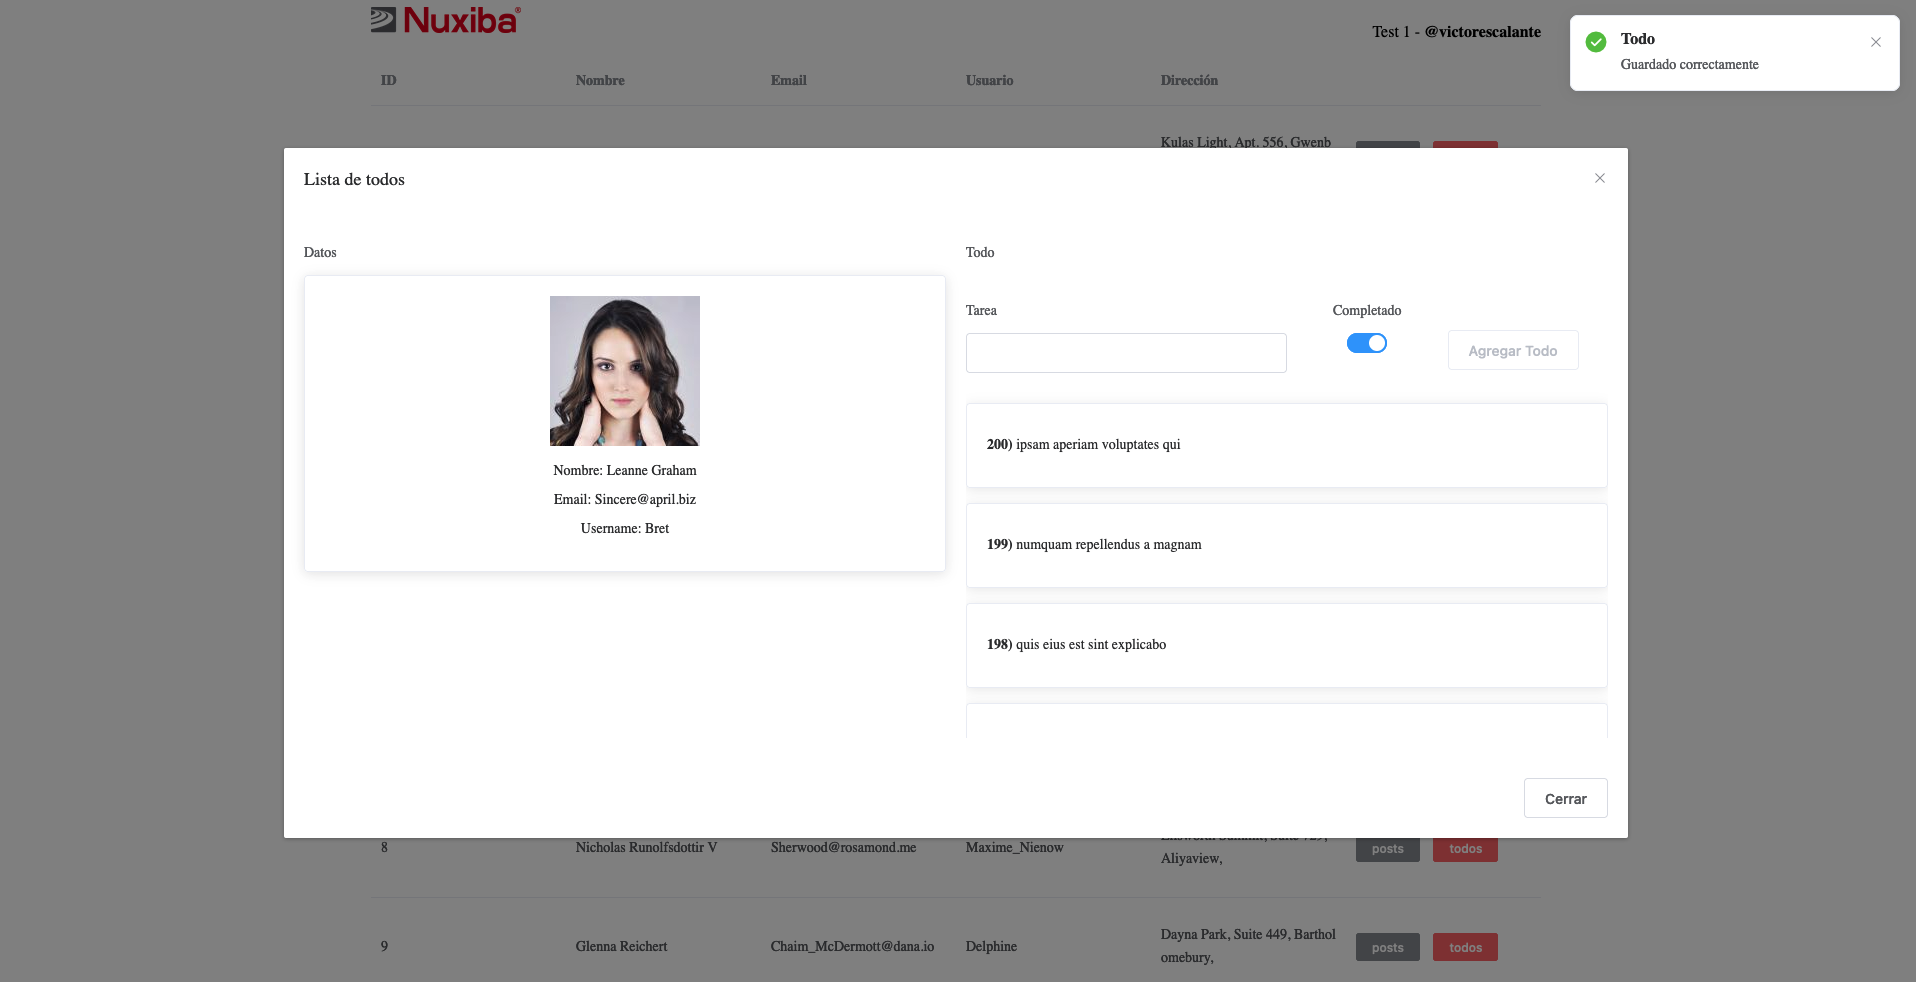 Nuxiba®
Test 1 - @victorescalante
Todo
Guardado correctamente
ID Nombre Email Usuario Dirección
Kulas Light, Apt. 556, Gwenb
Lista de todos
Datos
Nombre: Leanne Graham
Email: Sincere@april.biz
Username: Bret
Todo
Tarea
Completado
Agregar Todo
200) ipsam aperiam voluptates qui
199) numquam repellendus a magnam
198) quis eius est sint explicabo
Cerrar
8 Nicholas Runolfsdottir V Sherwood@rosamond.me Maxime_Nienow
Aliyaview,
posts todos
9 Glenna Reichert Chaim_McDermott@dana.io Delphine
Dayna Park, Suite 449, Barthol
omebury,
posts todos